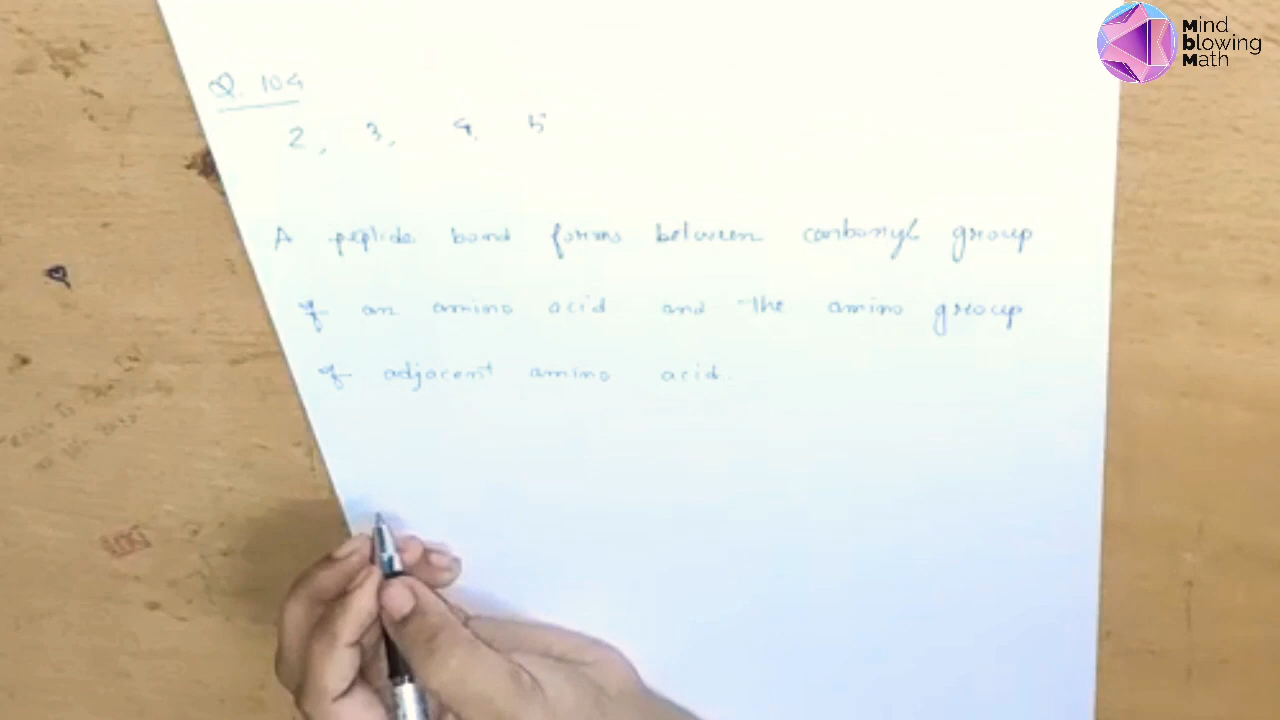 Q. 104
2, 3, 4, 5
A peptide bond forms between carbonyl group
of an amino acid and the amino group
of adjacent amino acid.
Mind
blowing
Math